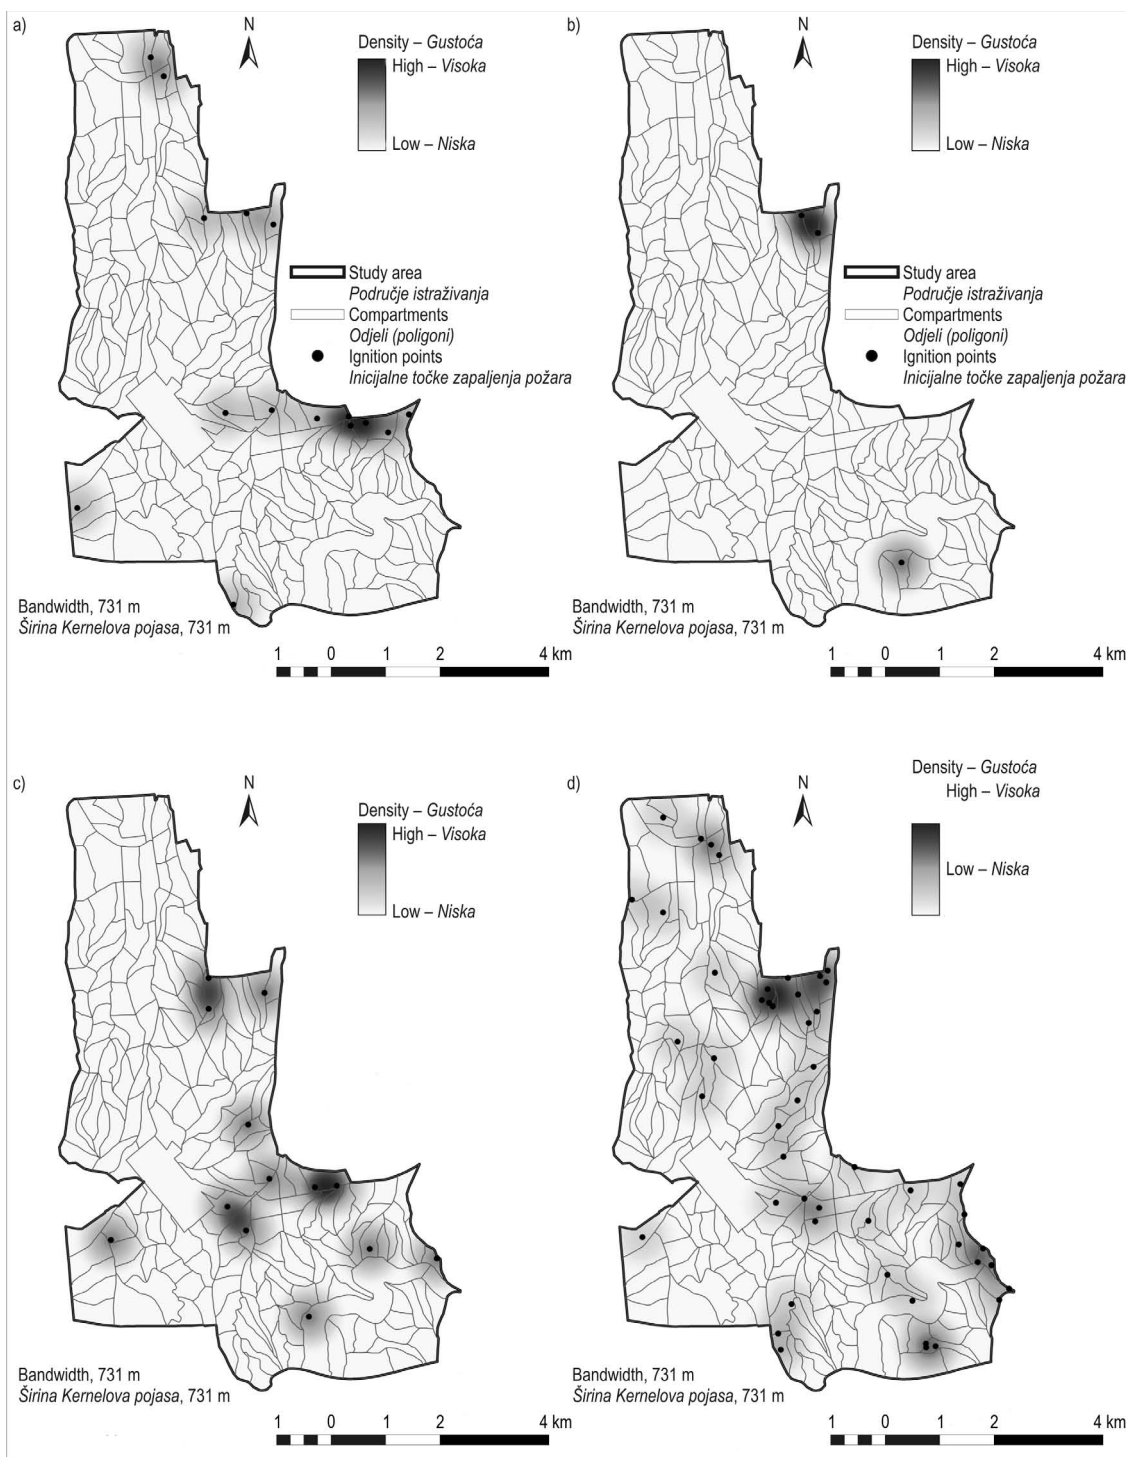 a)
N
Density – Gustoća
High – Visoka
Low – Niska
Study area
Područje istraživanja
Compartments
Odjeli (poligoni)
Ignition points
Inicijalne točke zapaljenja požara
Bandwidth, 731 m
Širina Kernelova pojasa, 731 m
1 0 1 2 4 km
b)
N
Density – Gustoća
High – Visoka
Low – Niska
Study area
Područje istraživanja
Compartments
Odjeli (poligoni)
Ignition points
Inicijalne točke zapaljenja požara
Bandwidth, 731 m
Širina Kernelova pojasa, 731 m
1 0 1 2 4 km
c)
N
Density – Gustoća
High – Visoka
Low – Niska
Bandwidth, 731 m
Širina Kernelova pojasa, 731 m
1 0 1 2 4 km
d)
N
Density – Gustoća
High – Visoka
Low – Niska
Bandwidth, 731 m
Širina Kernelova pojasa, 731 m
1 0 1 2 4 km